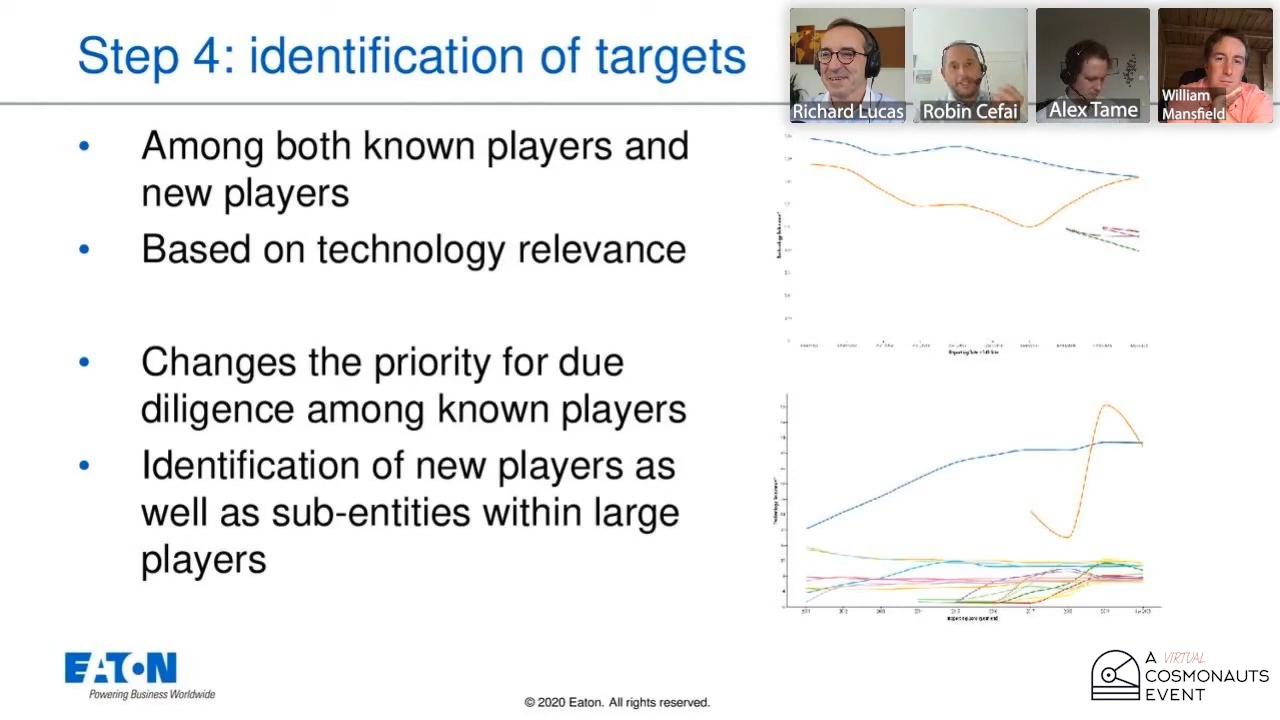 Step 4: identification of targets
Richard Lucas
Robin Cefai
Alex Tame
William
Mansfield
• Among both known players and
new players
• Based on technology relevance
• Changes the priority for due
diligence among known players
• Identification of new players as
well as sub-entities within large
players
EATON
Powering Business Worldwide
© 2020 Eaton. All rights reserved.
A VIRTUAL
COSMONAUTS
EVENT